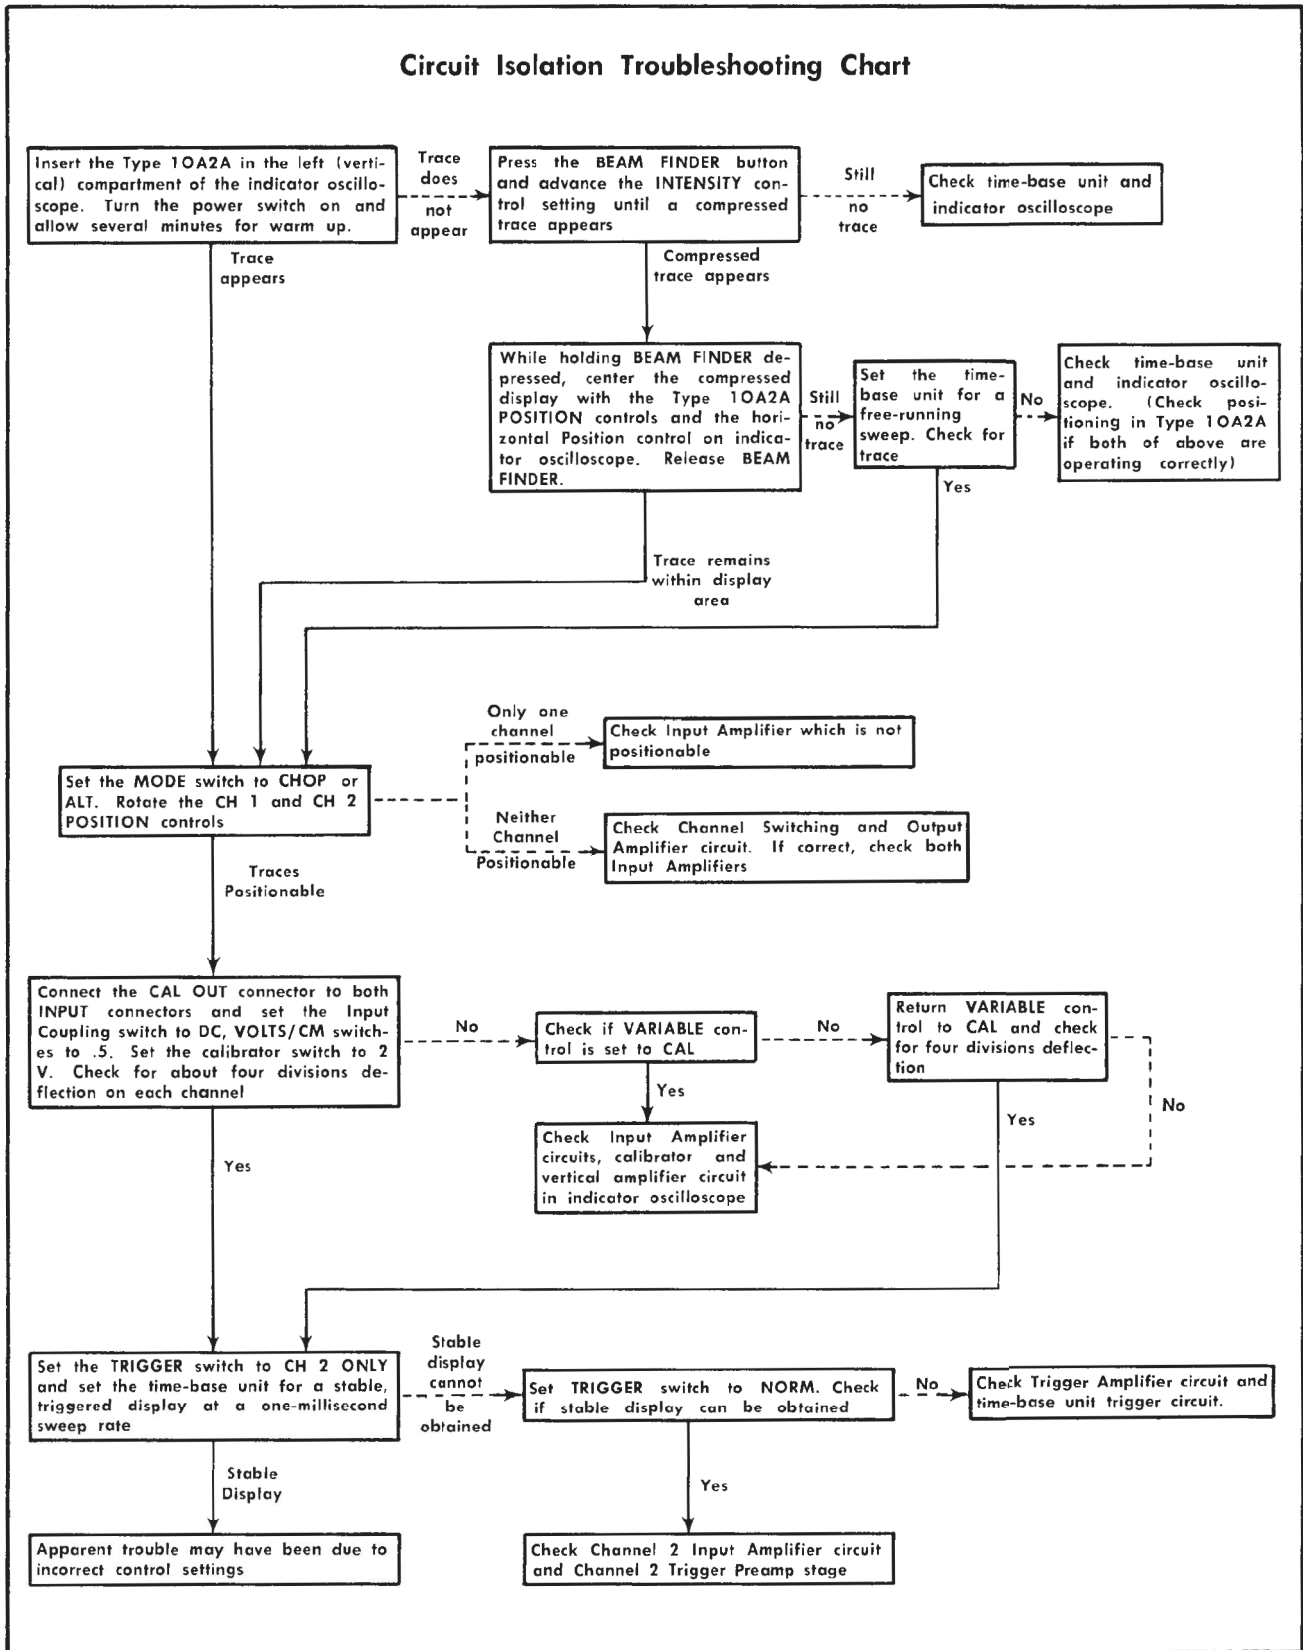 Circuit Isolation Troubleshooting Chart
Insert the Type 10A2A in the left (verti-
cal) compartment of the indicator oscillo-
scope. Turn the power switch on and
allow several minutes for warm up.
Trace
does
not
appear
Press the BEAM FINDER button
and advance the INTENSITY con-
trol setting until a compressed
trace appears
Still
no
trace
Check time-base unit and
indicator oscilloscope
Trace
appears
Compressed
trace appears
While holding BEAM FINDER de-
pressed, center the compressed
display with the Type 10A2A
POSITION controls and the hori-
zontal Position control on indica-
tor oscilloscope. Release BEAM
FINDER.
Still
no
trace
Set the time-
base unit for a
free-running
sweep. Check for
trace
No
Check time-base unit
and indicator oscillo-
scope. (Check posi-
tioning in Type 10A2A
if both of above are
operating correctly)
Yes
Trace remains
within display
area
Only one
channel
positionable
Check Input Amplifier which is not
positionable
Set the MODE switch to CHOP or
ALT. Rotate the CH 1 and CH 2
POSITION controls
Neither
Channel
Positionable
Check Channel Switching and Output
Amplifier circuit. If correct, check both
Input Amplifiers
Traces
Positionable
Connect the CAL OUT connector to both
INPUT connectors and set the Input
Coupling switch to DC, VOLTS/CM switch-
es to .5. Set the calibrator switch to 2
V. Check for about four divisions de-
flection on each channel
No
Check if VARIABLE con-
trol is set to CAL
No
Return VARIABLE con-
trol to CAL and check
for four divisions deflec-
tion
No
Yes
Yes
Check Input Amplifier
circuits, calibrator and
vertical amplifier circuit
in indicator oscilloscope
Yes
Set the TRIGGER switch to CH 2 ONLY
and set the time-base unit for a stable,
triggered display at a one-millisecond
sweep rate
Stable
display
cannot
be
obtained
Set TRIGGER switch to NORM. Check
if stable display can be obtained
No
Check Trigger Amplifier circuit and
time-base unit trigger circuit.
Stable
Display
Yes
Apparent trouble may have been due to
incorrect control settings
Check Channel 2 Input Amplifier circuit
and Channel 2 Trigger Preamp stage